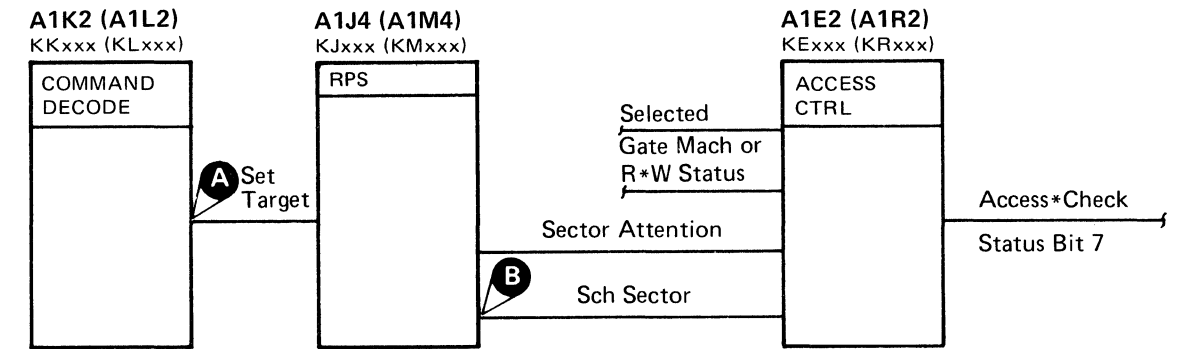 A1K2 (A1L2)
KKxxx (KLxxx)
COMMAND
DECODE
A
Set
Target
A1J4 (A1M4)
KJxxx (KMxxx)
RPS
Selected
Gate Mach or
R*W Status
Sector Attention
B
Sch Sector
A1E2 (A1R2)
KExxx (KRxxx)
ACCESS
CTRL
Access*Check
Status Bit 7